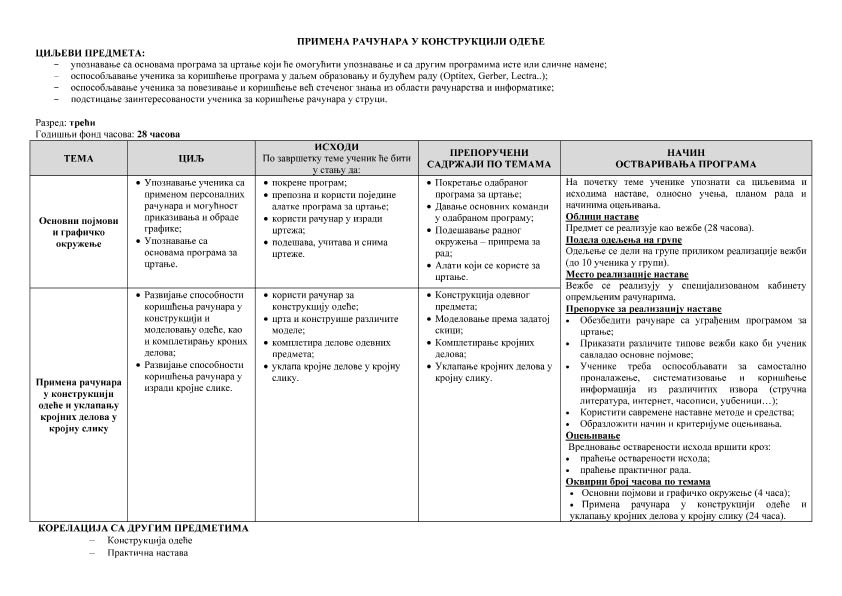 ПРИМЕНА РАЧУНАРА У КОНСТРУКЦИЈИ ОДЕЋЕ
ЦИЉЕВИ ПРЕДМЕТА:
− упознавање са основама програма за цртање који ће омогућити упознавање и са другим програмима исте или сличне намене;
− оспособљавање ученика за коришћење програма у даљем образовању и будућем раду (Optitex, Gerber, Lectra..);
− оспособљавање ученика за повезивање и коришћење већ стеченог знања из области рачунарства и информатике;
− подстицање заинтересованости ученика за коришћење рачунара у струци.
Разред: трећи
Годишњи фонд часова: 28 часова
ТЕМА
ЦИЉ
ИСХОДИ
По завршетку теме ученик ће бити
у стању да:
ПРЕПОРУЧЕНИ
САДРЖАЈИ ПО ТЕМАМА
НАЧИН
ОСТВАРИВАЊА ПРОГРАМА
Основни појмови
и графичко
окружење
• Упознавање ученика са
применом персоналних
рачунара и могућност
приказивања и обраде
графике;
• Упознавање са
основама програма за
цртање.
• покрене програм;
• препозна и користи поједине
алатке програма за цртање;
• користи рачунар у изради
цртежа;
• подешава, учитава и снима
цртеже.
• Покретање одабраног
програма за цртање;
• Давање основних команди
у одабраном програму;
• Подешавање радног
окружења – припрема за
рад;
• Алати који се користе за
цртање.
Примена рачунара
у конструкцији
одеће и уклапању
кројних делова у
кројну слику
• Развијање способности
коришћења рачунара у
конструкцији и
моделовању одеће, као
и комплетирању кроних
делова;
• Развијање способности
коришћења рачунара у
изради кројне слике.
• користи рачунар за
конструкцију одеће;
• црта и конструише различите
моделе;
• комплетира делове одевних
предмета;
• уклапа кројне делове у кројну
слику.
• Конструкција одевног
предмета;
• Моделовање према задатој
скици;
• Комплетирање кројних
делова;
• Уклапање кројних делова у
кројну слику.
На почетку теме ученике упознати са циљевима и
исходима наставе, односно учења, планом рада и
начинима оцењивања.
Облици наставе
Предмет се реализује као вежбе (28 часова).
Подела одељења на групе
Одељење се дели на групе приликом реализације вежби
(до 10 ученика у групи).
Место реализације наставе
Вежбе се реализују у специјализованом кабинету
опремљеним рачунарима.
Препоруке за реализацију наставе
• Обезбедити рачунаре са уграђеним програмом за
цртање;
• Приказати различите типове вежби како би ученик
савладао основне појмове;
• Ученике треба оспособљавати за самостално
проналажење, систематизовање и коришћење
информација из различитих извора (стручна
литература, интернет, часописи, уџбеници…);
• Користити савремене наставне методе и средства;
• Образложити начин и критеријуме оцењивања.
Оцењивање
Вредновање остварености исхода вршити кроз:
• праћење остварености исхода;
• праћење практичног рада.
Оквирни број часова по темама
• Основни појмови и графичко окружење (4 часа);
• Примена рачунара у конструкцији одеће и
уклапању кројних делова у кројну слику (24 часа).
КОРЕЛАЦИЈА СА ДРУГИМ ПРЕДМЕТИМА
– Конструкција одеће
– Практична настава